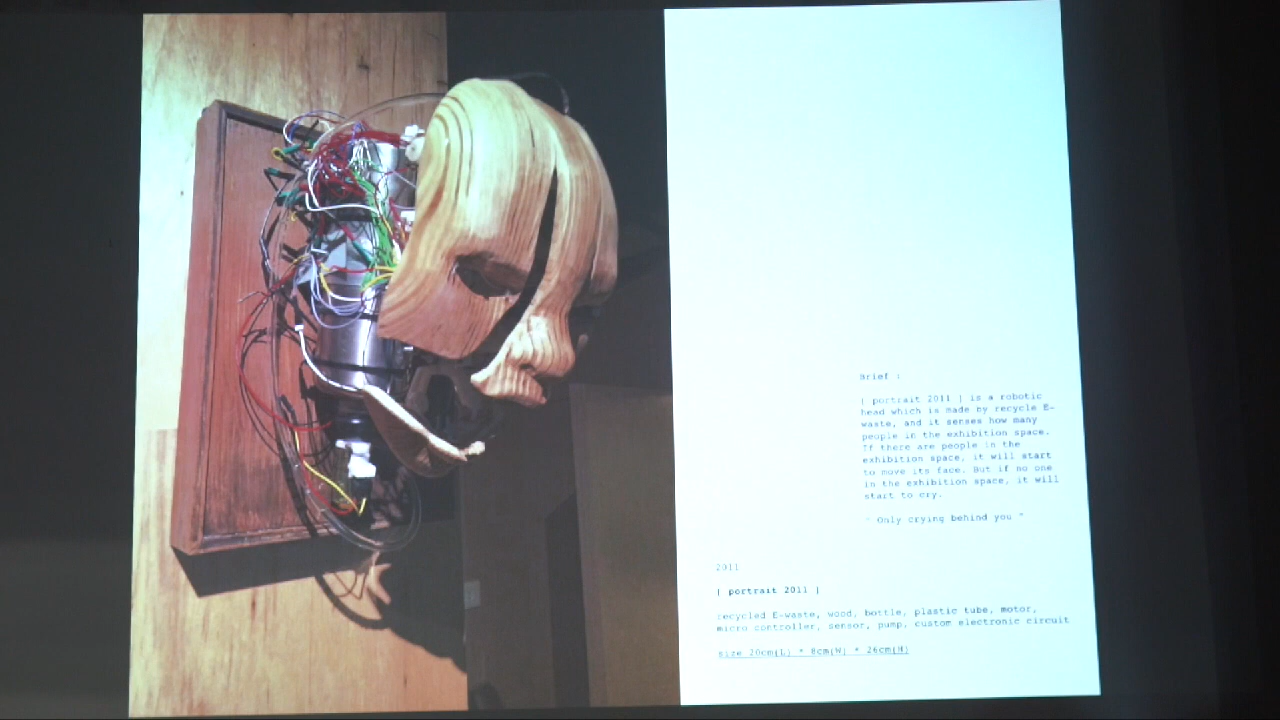 Brief :
| portrait 2011 | is a robotic
head which is made by recycle E-
waste, and it senses how many
people in the exhibition space.
If there are people in the
exhibition space, it will start
to move its face. But if no one
in the exhibition space, it will
start to cry.
" Only crying behind you "
2011
| portrait 2011 |
recycled E-waste, wood, bottle, plastic tube, motor,
micro controller, sensor, pump, custom electronic circuit
size 20cm(L) * 8cm(W) * 26cm(H)